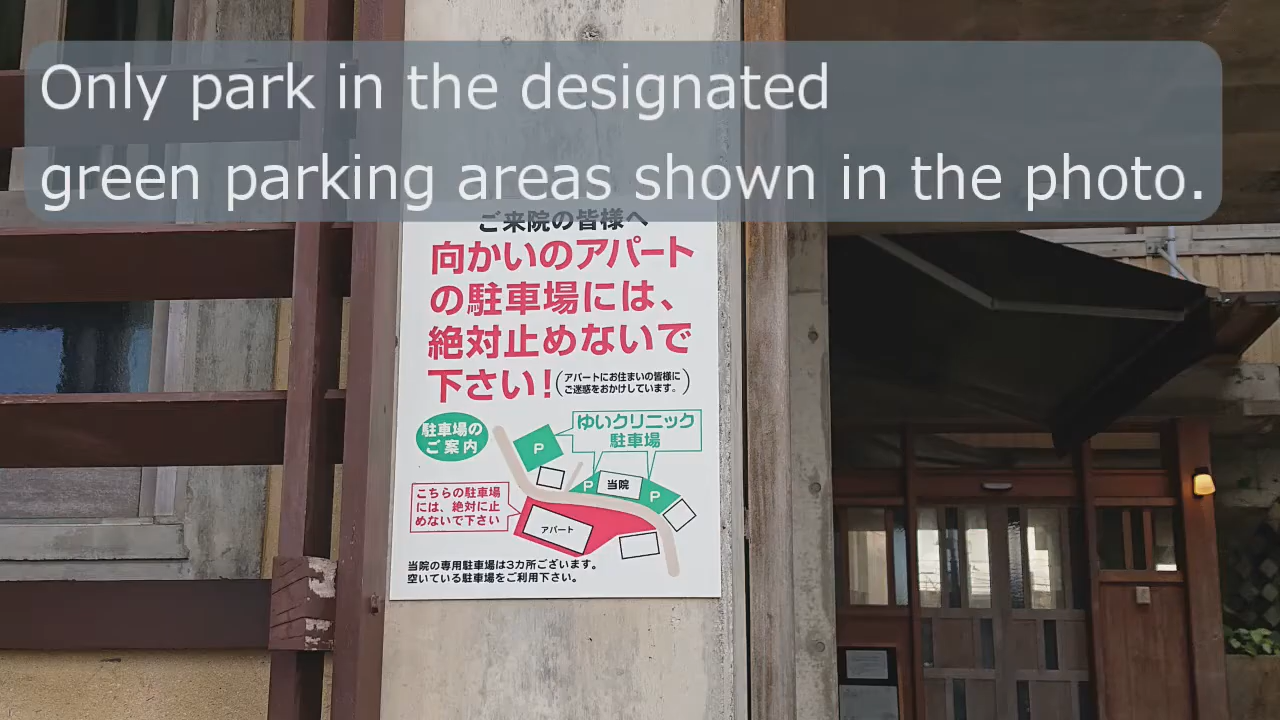 Only park in the designated
green parking areas shown in the photo.
ご来院の皆様へ
向かいのアパート
の駐車場には、
絶対止めないで
下さい!
(アパートにお住まいの皆様に
ご迷惑をおかけしています。)
駐車場の
ご案内
ゆいクリニック
駐車場
P
P
当院
P
こちらの駐車場
には、絶対に止
めないで下さい
アパート
当院の専用駐車場は3カ所ございます。
空いている駐車場をご利用下さい。